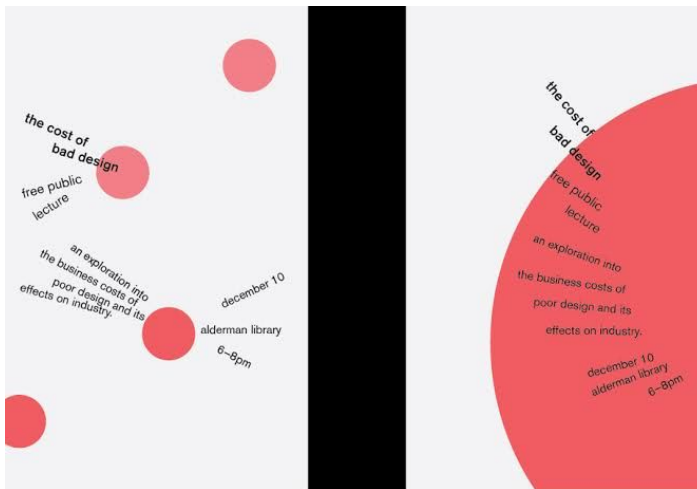 the cost of
bad design
free public
lecture
an exploration into
the business costs of
poor design and its
effects on industry.
december 10
alderman library
6–8pm
the cost of
bad design
free public
lecture
an exploration into
the business costs of
poor design and its
effects on industry.
december 10
alderman library
6–8pm